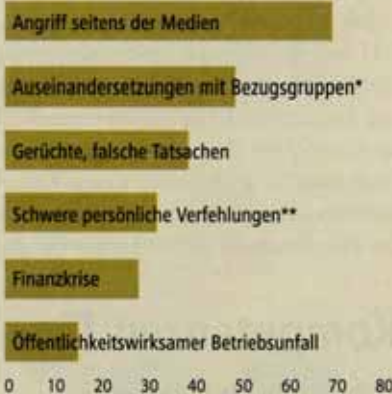 Angriff seitens der Medien
Auseinandersetzungen mit Bezugsgruppen*
Gerüchte, falsche Tatsachen
Schwere persönliche Verfehlungen**
Finanzkrise
Öffentlichkeitswirksamer Betriebsunfall
0 10 20 30 40 50 60 70 80